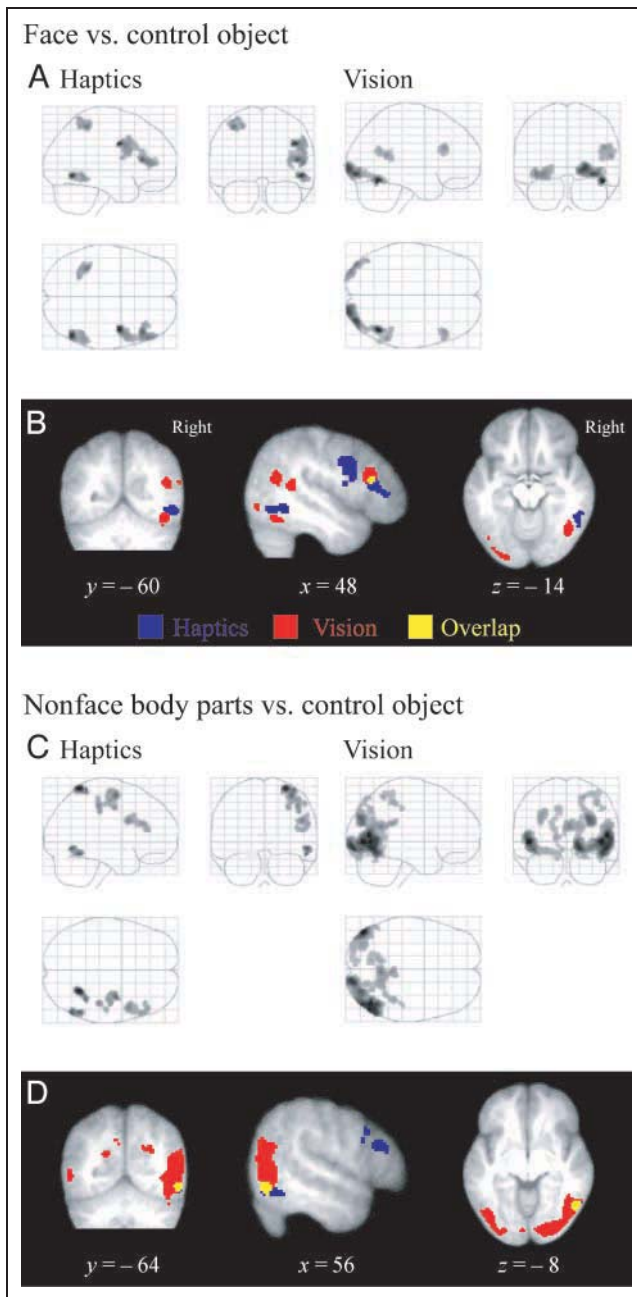 Face vs. control object
A Haptics Vision
B Right Right
y = – 60 x = 48 z = – 14
Haptics Vision Overlap
Nonface body parts vs. control object
C Haptics Vision
D
y = – 64 x = 56 z = – 8